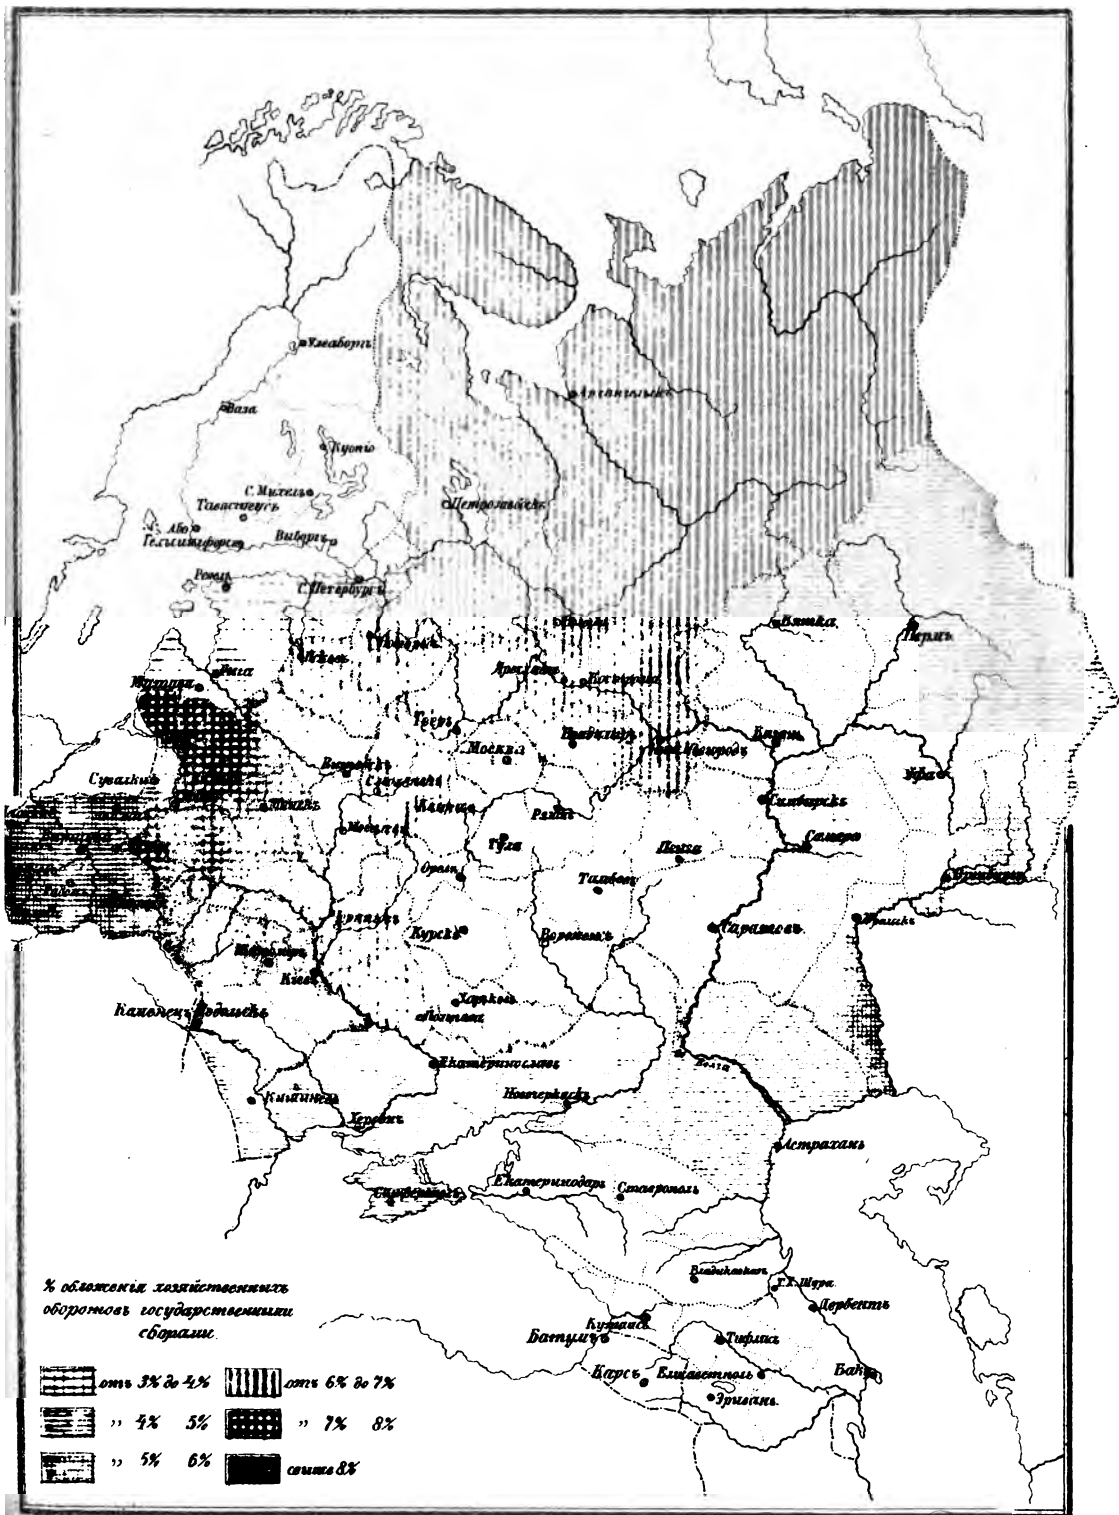 Улеаборгъ
Ваза
Куопіо
Архангельскъ
С. Михель
Тавастгусъ
Петрозаводскъ
Або
Гельсингфорсъ
Выборгъ
Ревель
С. Петербургъ
Вятка
Пермь
Псковъ
Рига
Митава
Ярославль
Кострома
Тверь
Москва
Владиміръ
Новгородъ
Казань
Витебскъ
Смоленскъ
Уфа
Сувалки
Минскъ
Калуга
Рязань
Симбирскъ
Могилевъ
Тула
Самара
Пенза
Орелъ
Тамбовъ
Оренбургъ
Уральскъ
Курскъ
Воронежъ
Саратовъ
Житоміръ
Кіевъ
Харьковъ
Полтава
Каменецъ Подольскъ
Екатеринославъ
Волга
Кишиневъ
Новочеркаскъ
Херсонъ
Астрахань
Екатеринодаръ
Ставрополь
Симферополь
Владикавказъ
Т.Х. Шура
Дербентъ
Кутаисъ
Батумъ
Тифлисъ
Карсъ
Елисаветполь
Баку
Эривань
% обложенія хозяйственныхъ
оборотовъ государственными
сборами.
отъ 3% до 4% отъ 6% до 7%
„ 4% 5% „ 7% 8%
„ 5% 6% свыше 8%